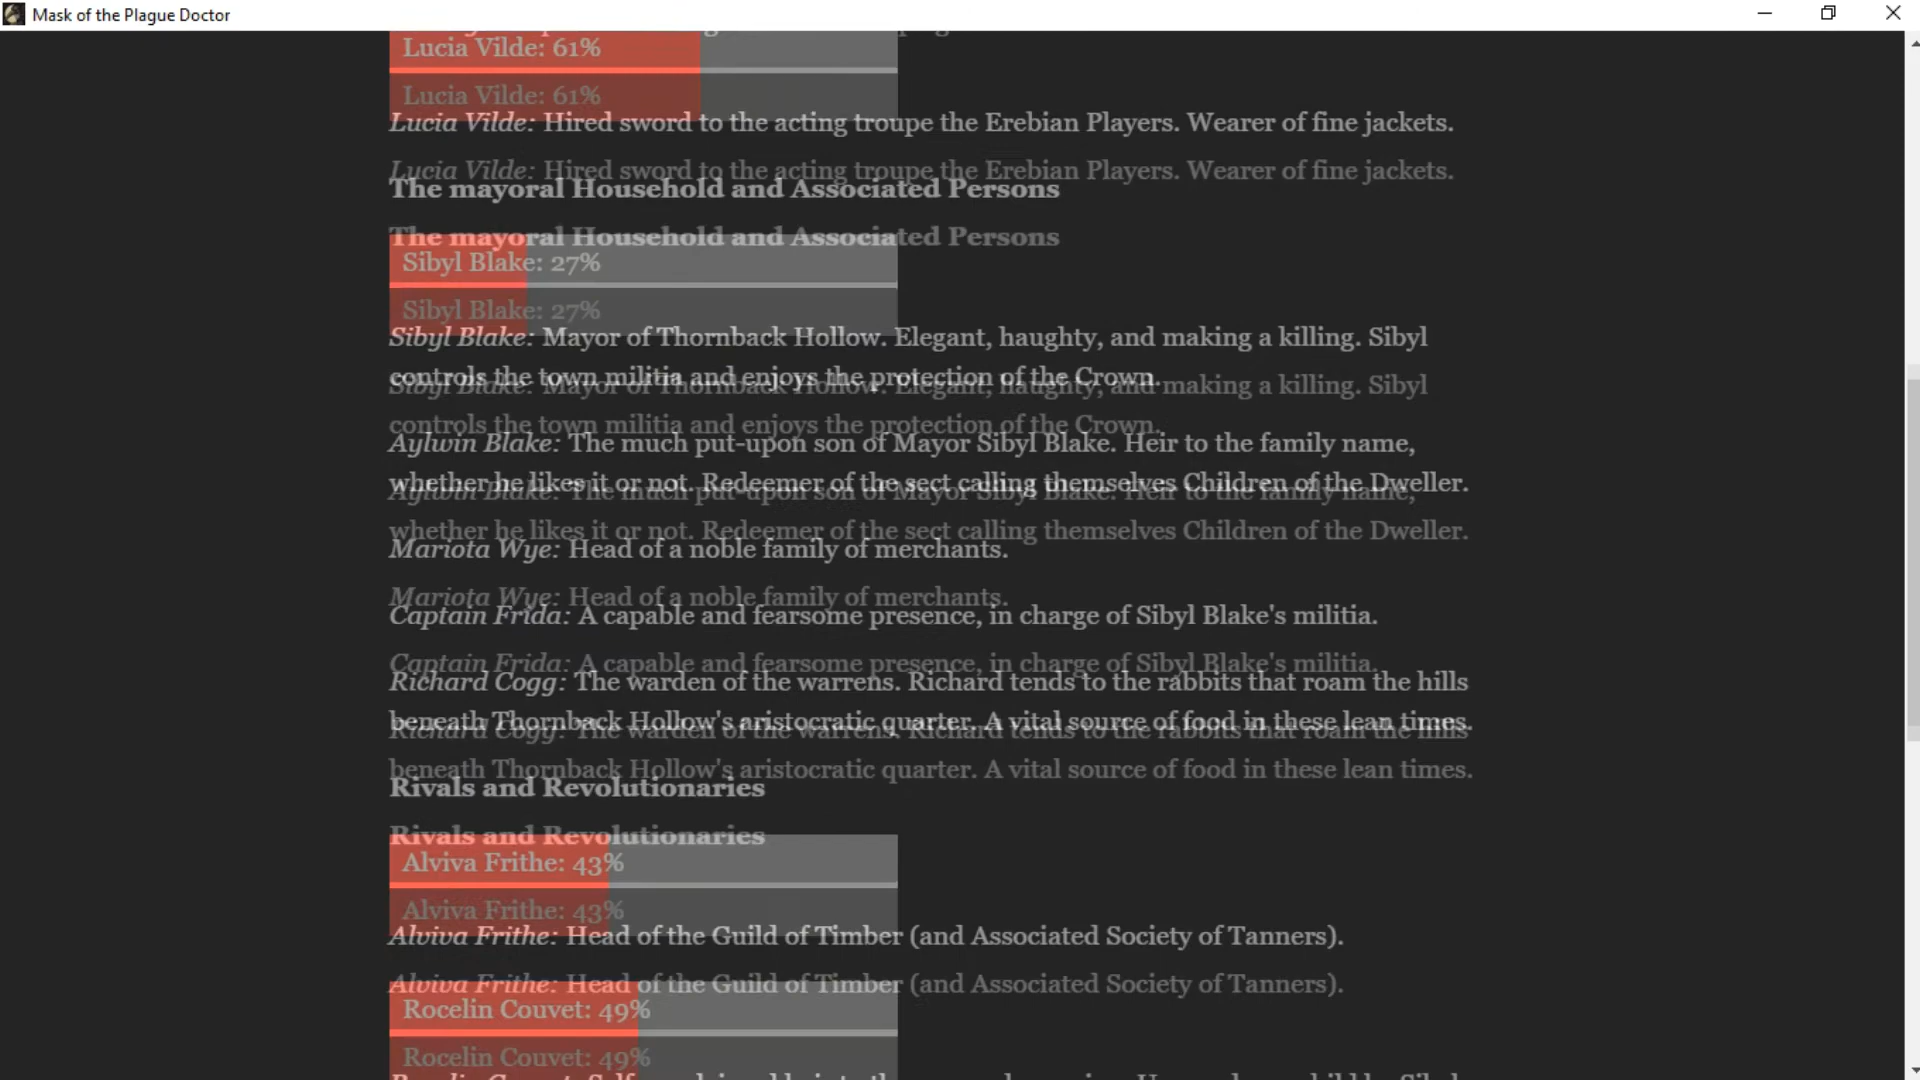 Mask of the Plague Doctor
Lucia Vilde: 61%
Lucia Vilde: 61%
Lucia Vilde: Hired sword to the acting troupe the Erebian Players. Wearer of fine jackets.
Lucia Vilde: Hired sword to the acting troupe the Erebian Players. Wearer of fine jackets.
The mayoral Household and Associated Persons
The mayoral Household and Associated Persons
Sibyl Blake: 27%
Sibyl Blake: 27%
Sibyl Blake: Mayor of Thornback Hollow. Elegant, haughty, and making a killing. Sibyl
controls the town militia and enjoys the protection of the Crown.
Sibyl Blake: Mayor of Thornback Hollow. Elegant, haughty, and making a killing. Sibyl
controls the town militia and enjoys the protection of the Crown.
Aylwin Blake: The much put-upon son of Mayor Sibyl Blake. Heir to the family name,
whether he likes it or not. Redeemer of the sect calling themselves Children of the Dweller.
Aylwin Blake: The much put-upon son of Mayor Sibyl Blake. Heir to the family name,
whether he likes it or not. Redeemer of the sect calling themselves Children of the Dweller.
Mariota Wye: Head of a noble family of merchants.
Mariota Wye: Head of a noble family of merchants.
Captain Frida: A capable and fearsome presence, in charge of Sibyl Blake's militia.
Captain Frida: A capable and fearsome presence, in charge of Sibyl Blake's militia.
Richard Cogg: The warden of the warrens. Richard tends to the rabbits that roam the hills
beneath Thornback Hollow's aristocratic quarter. A vital source of food in these lean times.
Richard Cogg: The warden of the warrens. Richard tends to the rabbits that roam the hills
beneath Thornback Hollow's aristocratic quarter. A vital source of food in these lean times.
Rivals and Revolutionaries
Rivals and Revolutionaries
Alviva Frithe: 43%
Alviva Frithe: 43%
Alviva Frithe: Head of the Guild of Timber (and Associated Society of Tanners).
Alviva Frithe: Head of the Guild of Timber (and Associated Society of Tanners).
Rocelin Couvet: 49%
Rocelin Couvet: 49%